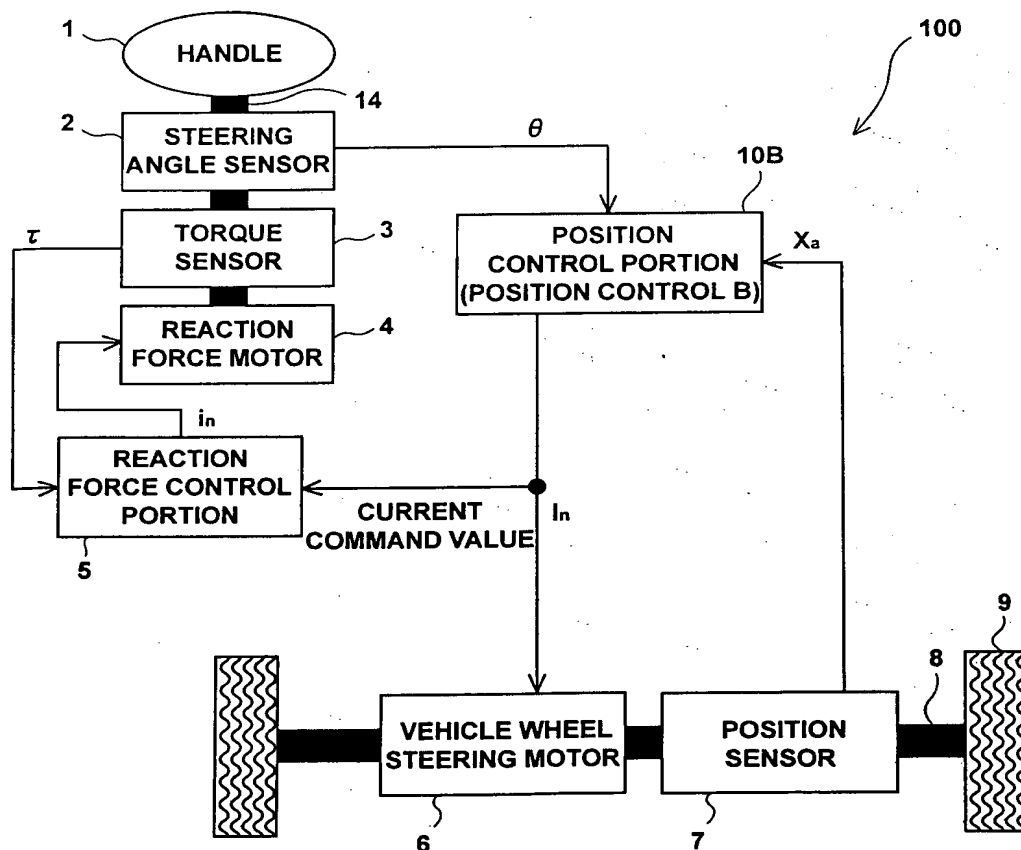 1
HANDLE
100
14
2
STEERING
ANGLE SENSOR
θ
10B
τ
TORQUE
SENSOR
3
POSITION
CONTROL PORTION
(POSITION CONTROL B)
Xa
REACTION
FORCE MOTOR
4
in
REACTION
FORCE CONTROL
PORTION
CURRENT
COMMAND VALUE
In
5
9
8
VEHICLE WHEEL
STEERING MOTOR
POSITION
SENSOR
6
7